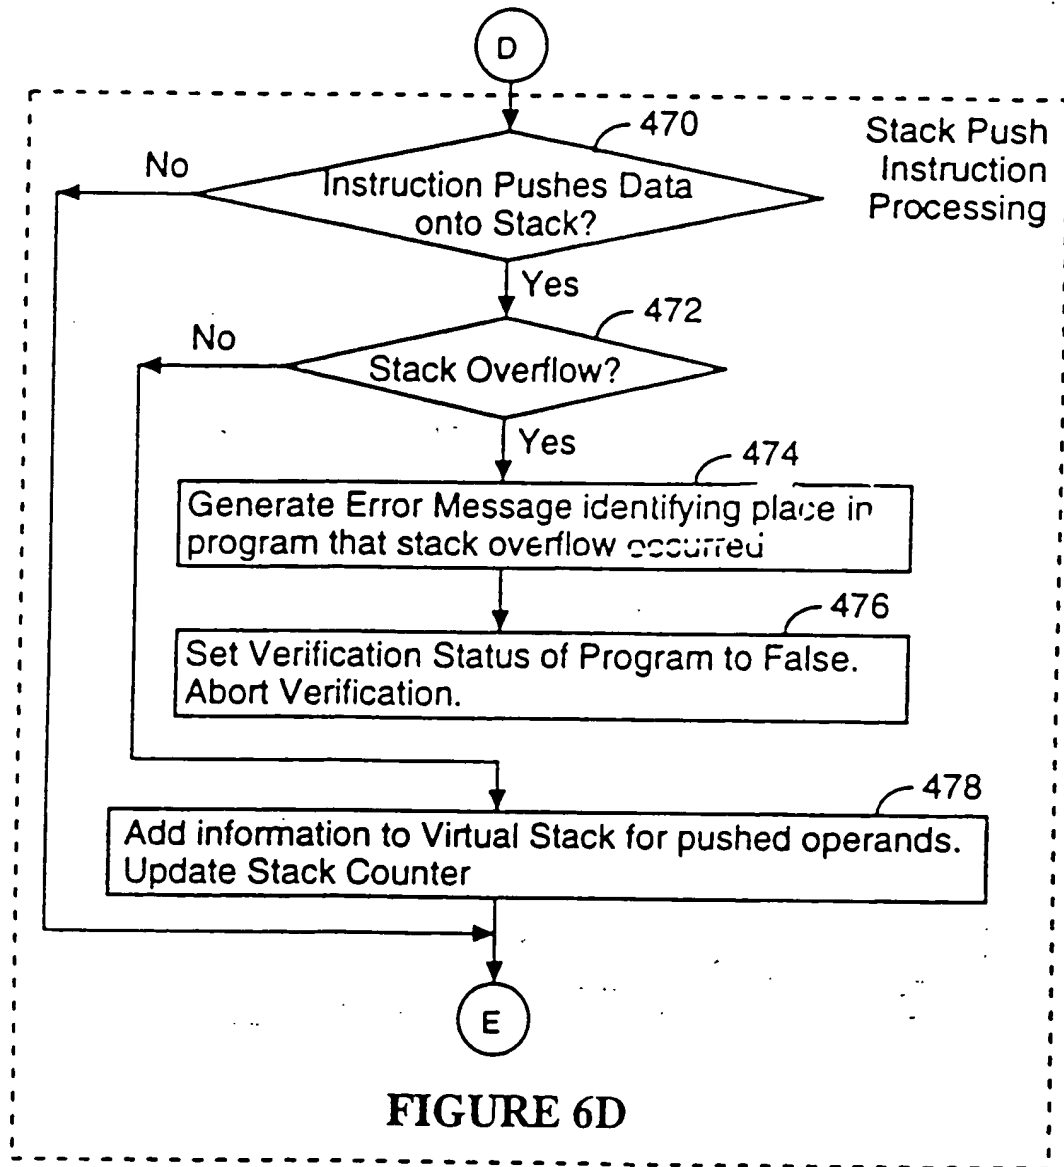 D
470
Stack Push
Instruction
Processing
No
Instruction Pushes Data
onto Stack?
Yes
472
No
Stack Overflow?
Yes
474
Generate Error Message identifying place in
program that stack overflow occurred
476
Set Verification Status of Program to False.
Abort Verification.
478
Add information to Virtual Stack for pushed operands.
Update Stack Counter
E
FIGURE 6D